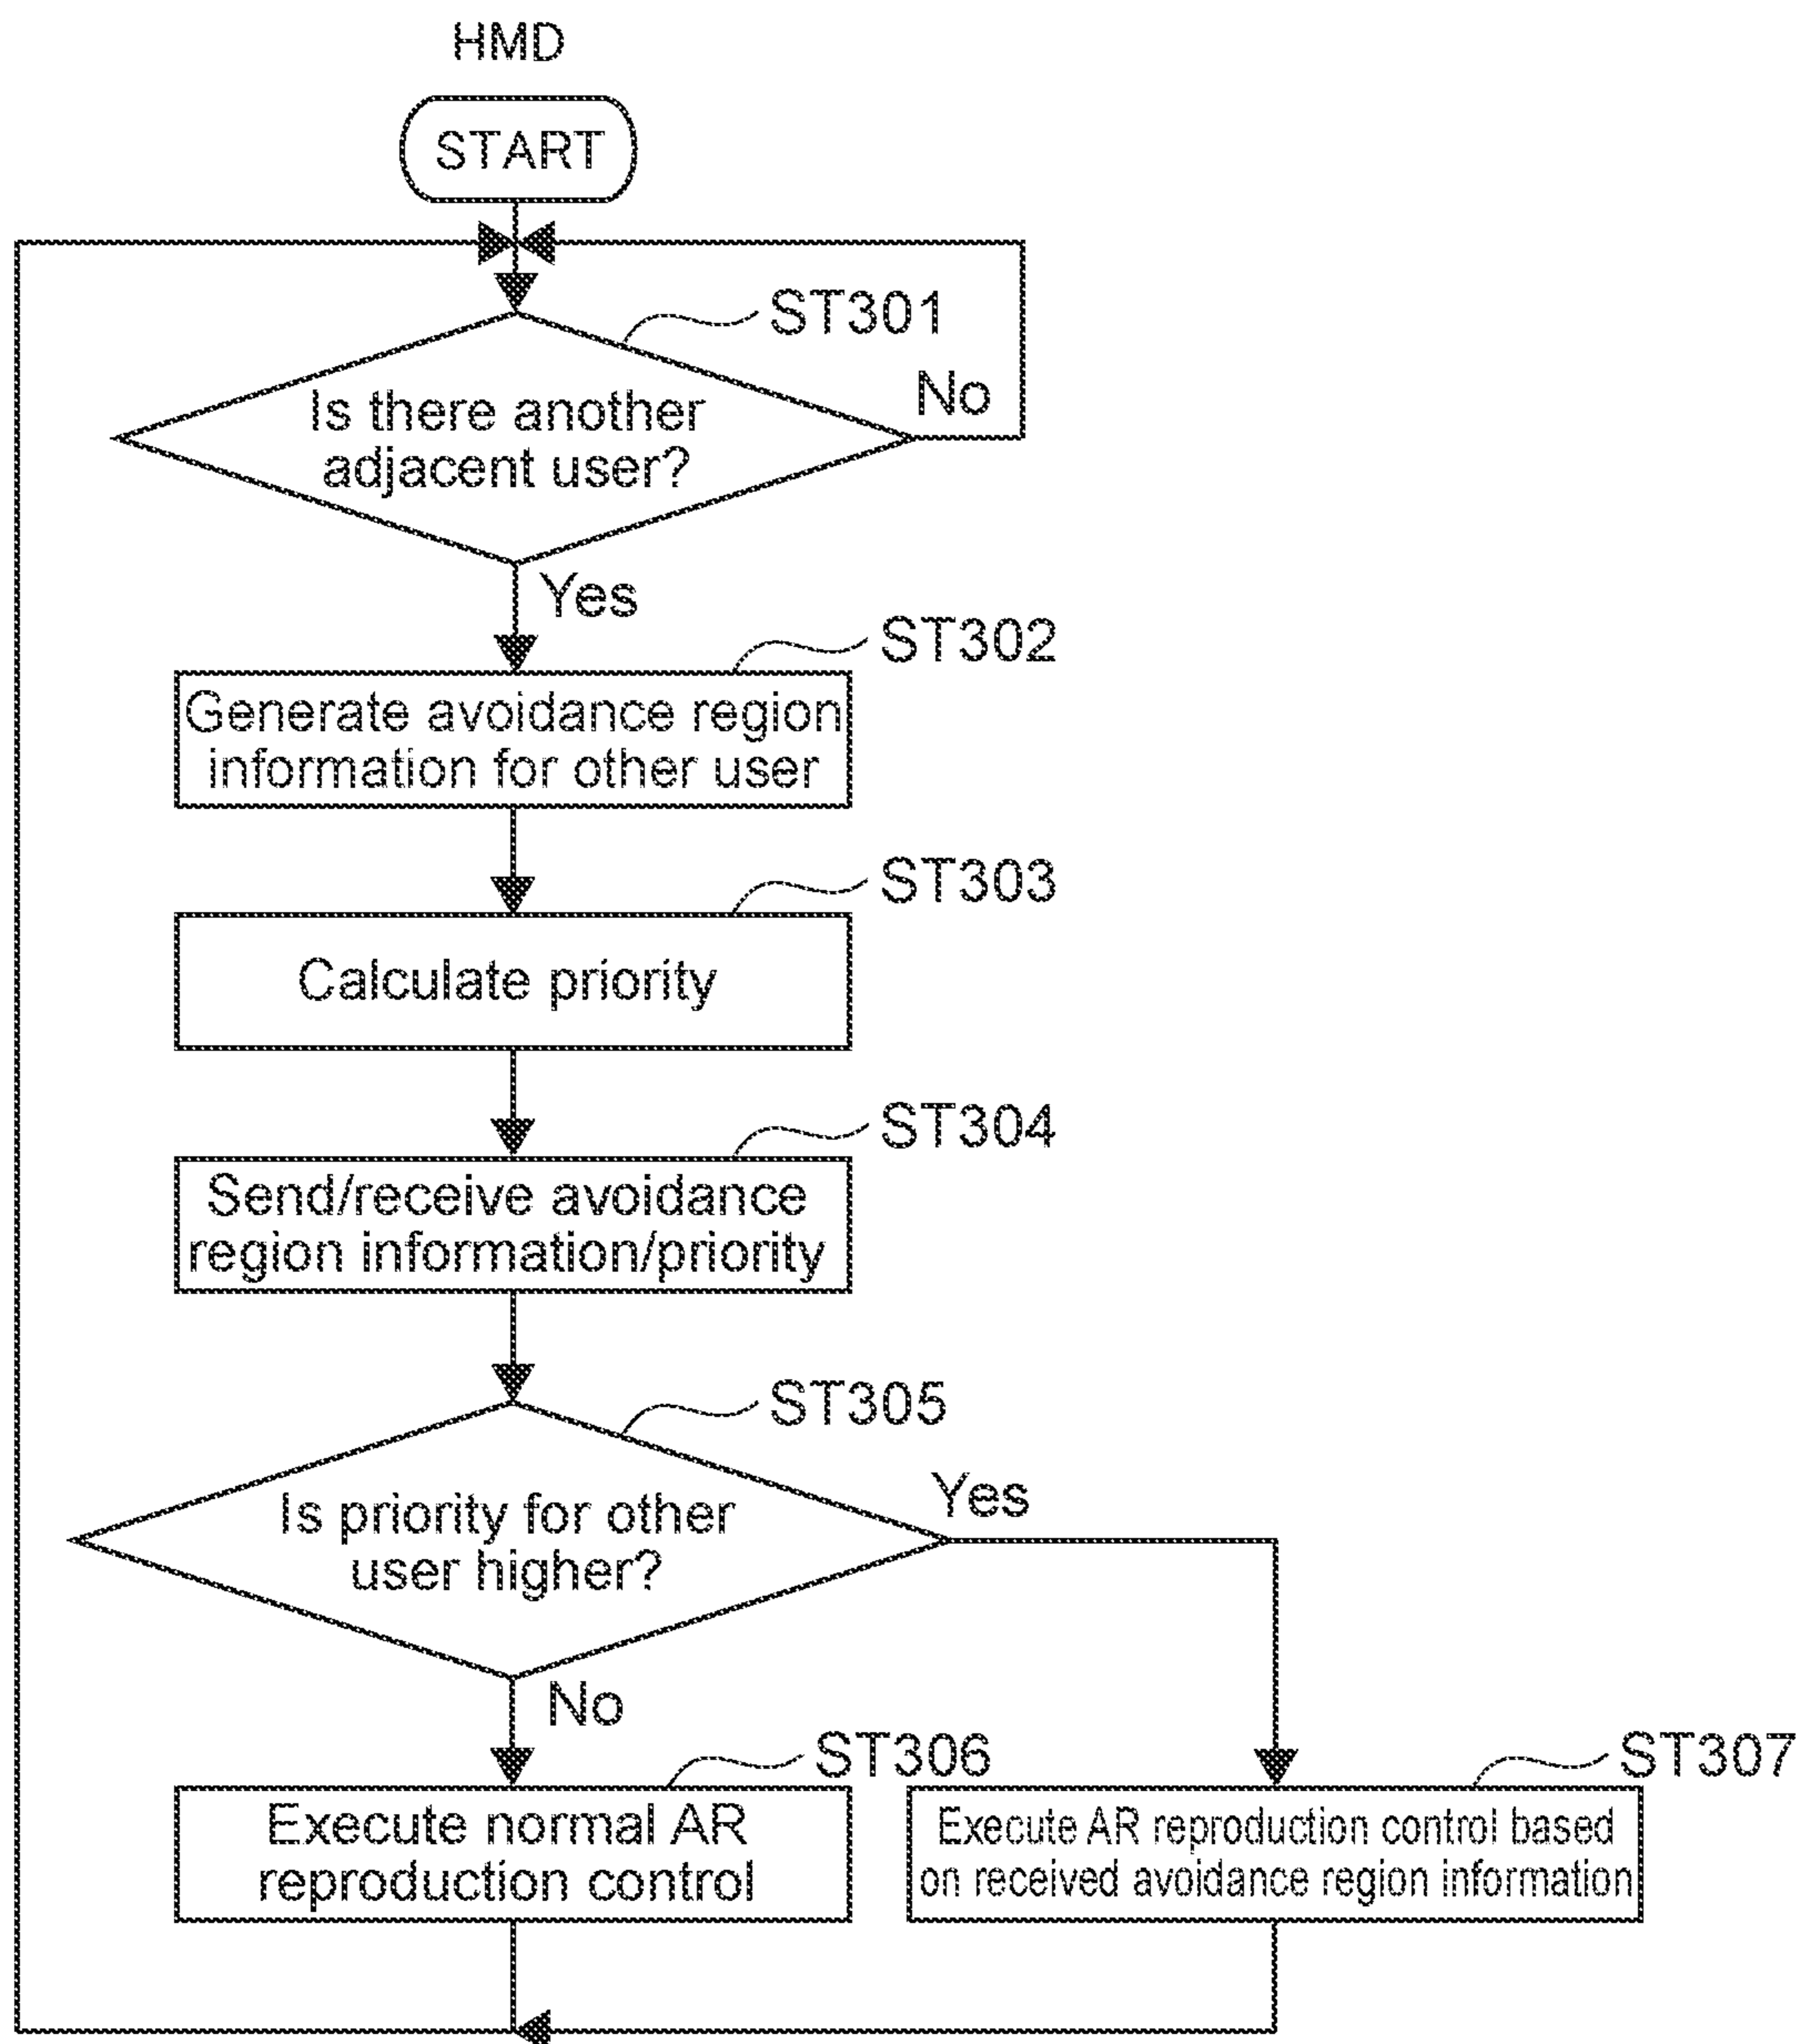 HMD
START
ST301
Is there another
adjacent user?
No
Yes
ST302
Generate avoidance region
information for other user
ST303
Calculate priority
ST304
Send/receive avoidance
region information/priority
ST305
Is priority for other
user higher?
Yes
No
ST306
Execute normal AR
reproduction control
ST307
Execute AR reproduction control based
on received avoidance region information